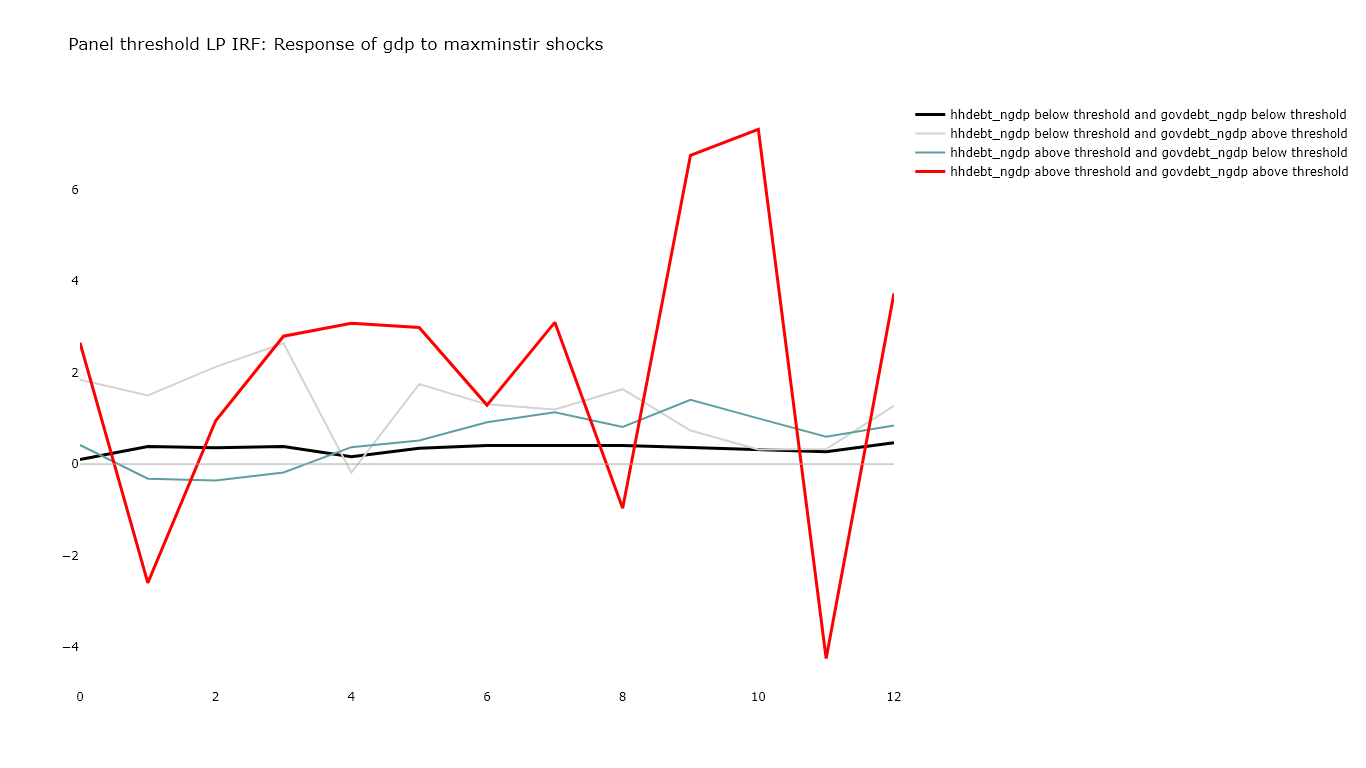 Panel threshold LP IRF: Response of gdp to maxminstir shocks
hhdebt_ngdp below threshold and govdebt_ngdp below threshold
hhdebt_ngdp below threshold and govdebt_ngdp above threshold
hhdebt_ngdp above threshold and govdebt_ngdp below threshold
hhdebt_ngdp above threshold and govdebt_ngdp above threshold
6
4
2
0
−2
−4
0 2 4 6 8 10 12